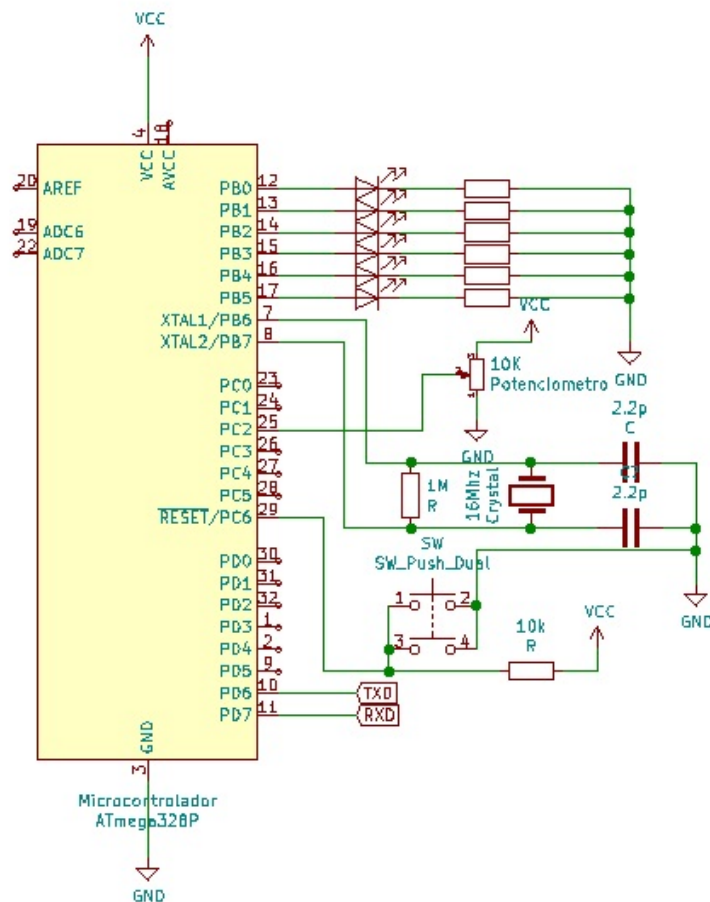 VCC
4
18
VCC
AVCC
20 AREF
19 ADC6
22 ADC7
PB0 12
PB1 13
PB2 14
PB3 15
PB4 16
PB5 17
XTAL1/PB6 7
XTAL2/PB7 8
PC0 23
PC1 24
PC2 25
PC3 26
PC4 27
PC5 28
RESET/PC6 29
PD0 30
PD1 31
PD2 32
PD3 1
PD4 2
PD5 9
PD6 10
PD7 11
GND
3
Microcortrolador
ATmega328P
GND
VCC
3
10K
2
Potenciometro
1
GND
GND
2.2p
C
2.2p
1M
R
16Mhz
Crystal
SW
SW_Push_Dual
1 2
3 4
10k
R
VCC
GND
TXD
RXD